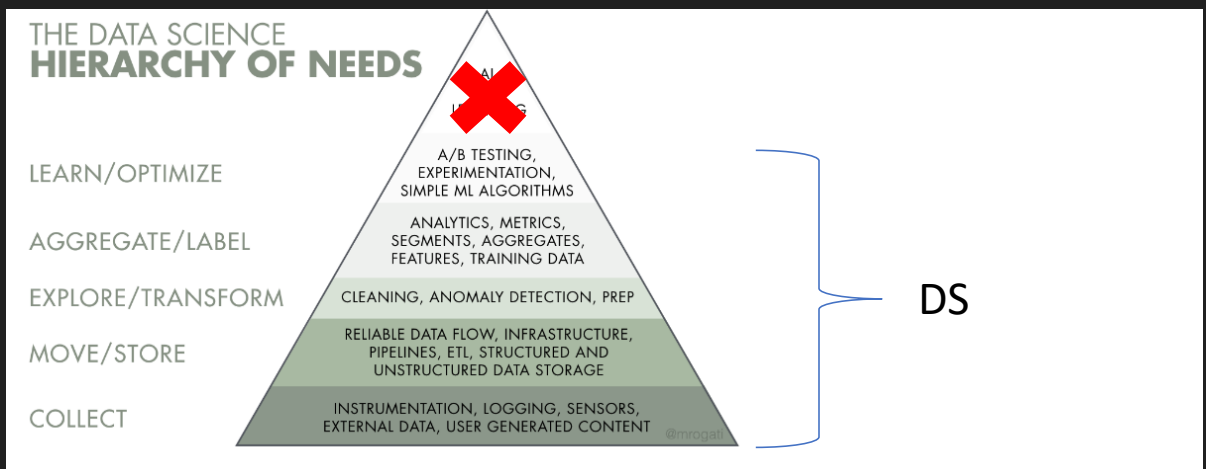 THE DATA SCIENCE
HIERARCHY OF NEEDS
AI
LEARN/OPTIMIZE
A/B TESTING,
EXPERIMENTATION,
SIMPLE ML ALGORITHMS
AGGREGATE/LABEL
ANALYTICS, METRICS,
SEGMENTS, AGGREGATES,
FEATURES, TRAINING DATA
EXPLORE/TRANSFORM
CLEANING, ANOMALY DETECTION, PREP
MOVE/STORE
RELIABLE DATA FLOW, INFRASTRUCTURE,
PIPELINES, ETL, STRUCTURED AND
UNSTRUCTURED DATA STORAGE
COLLECT
INSTRUMENTATION, LOGGING, SENSORS,
EXTERNAL DATA, USER GENERATED CONTENT
@mrogati
DS